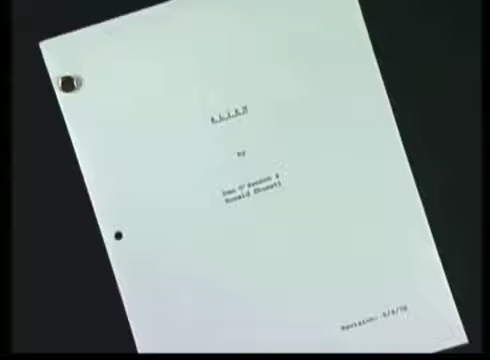 A L I E N
by
Dan O'Bannon &
Ronald Shusett
Revision: